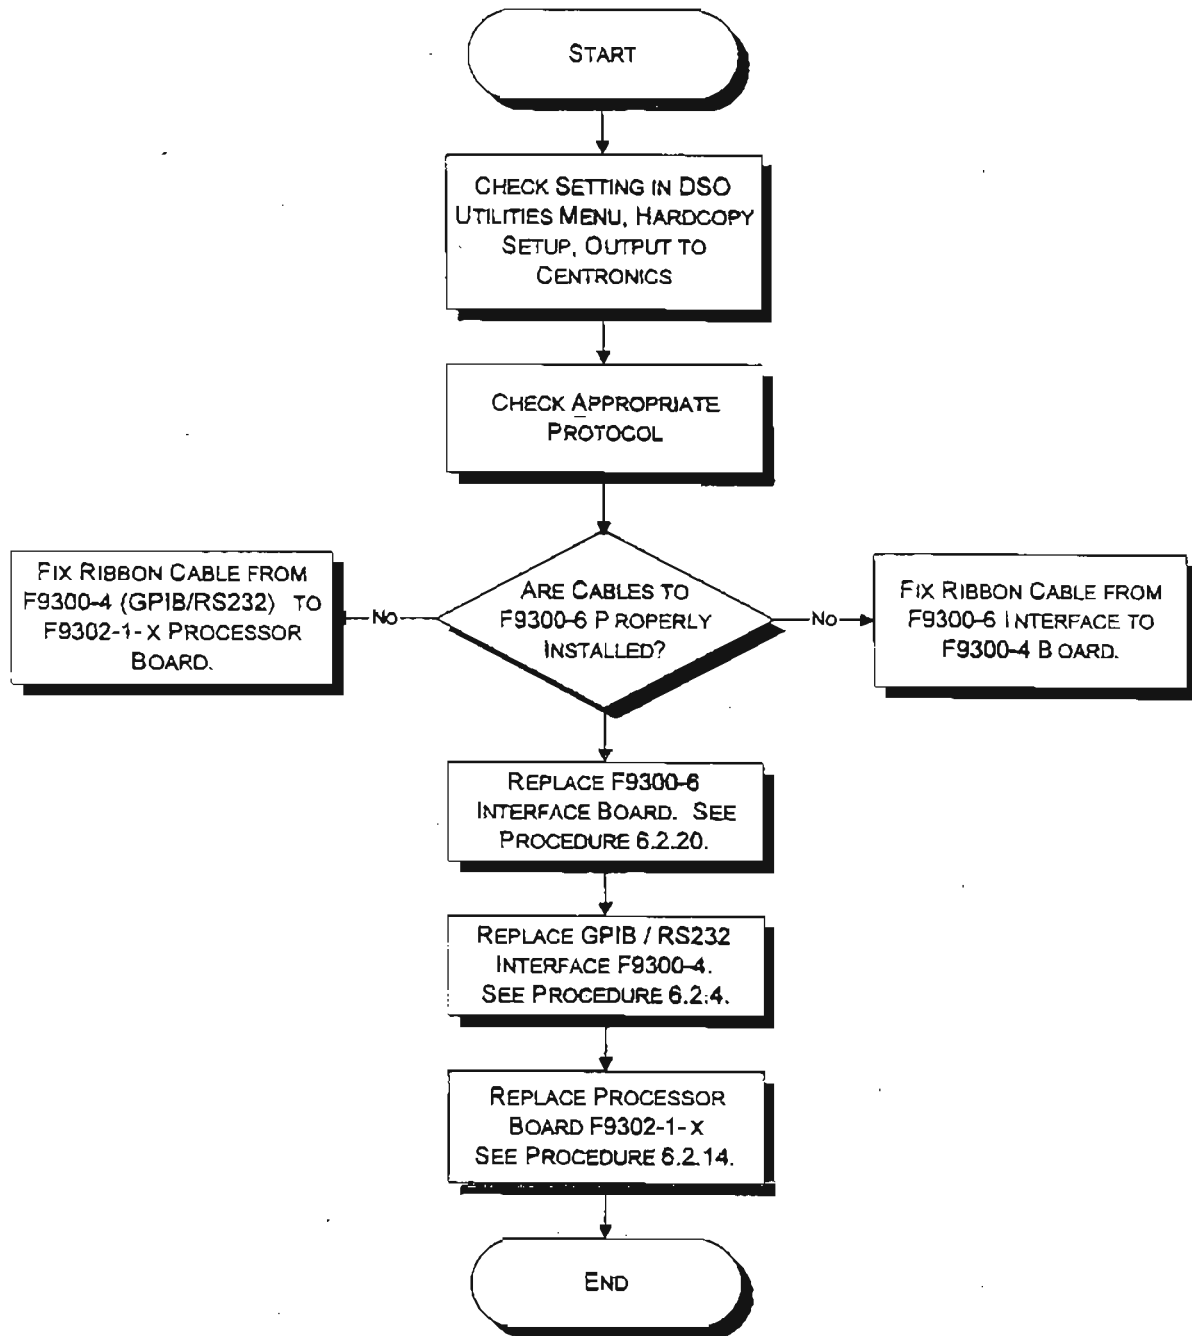 START
CHECK SETTING IN DSO
UTILITIES MENU, HARDCOPY
SETUP, OUTPUT TO
CENTRONICS
CHECK APPROPRIATE
PROTOCOL
FIX RIBBON CABLE FROM
F9300-4 (GPIB/RS232) TO
F9302-1-X PROCESSOR
BOARD.
NO
ARE CABLES TO
F9300-6 PROPERLY
INSTALLED?
NO
FIX RIBBON CABLE FROM
F9300-6 INTERFACE TO
F9300-4 BOARD.
REPLACE F9300-6
INTERFACE BOARD. SEE
PROCEDURE 6.2.20.
REPLACE GPIB / RS232
INTERFACE F9300-4.
SEE PROCEDURE 6.2.4.
REPLACE PROCESSOR
BOARD F9302-1-X
SEE PROCEDURE 6.2.14.
END